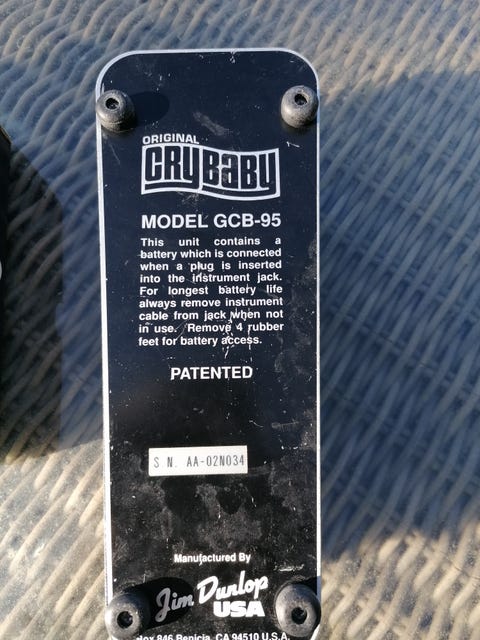 ORIGINAL
CRYBABY
MODEL GCB-95
This unit contains a
battery which is connected
when a plug is inserted
into the instrument jack.
For longest battery life
always remove instrument
cable from jack when not
in use. Remove 4 rubber
feet for battery access.
PATENTED
S N. AA-02N034
Manufactured By
Jim Dunlop
USA
846 Benicia, CA 94510 U.S.A.